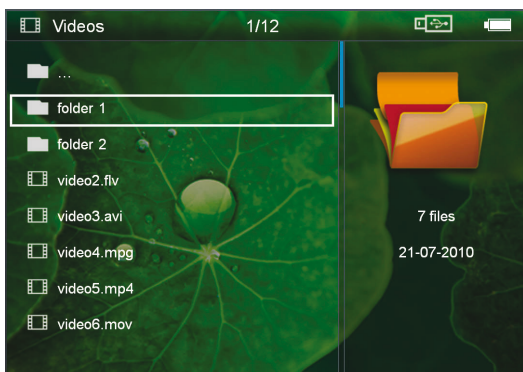 Videos 1/12
…
folder 1
folder 2
video2.flv
video3.avi
video4.mpg
video5.mp4
video6.mov
7 files
21-07-2010